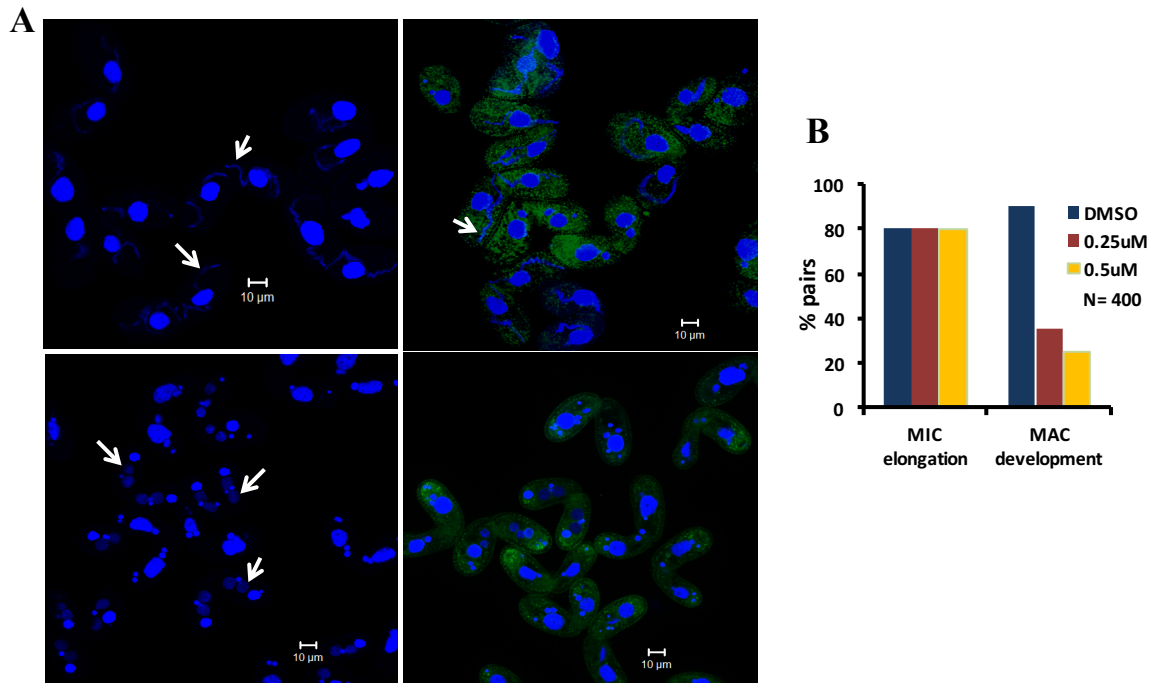 A
10 µm
10 µm
10 µm
10 µm
B
% pairs
100
80
60
40
20
0
DMSO
0.25uM
0.5uM
N= 400
MIC
elongation
MAC
development